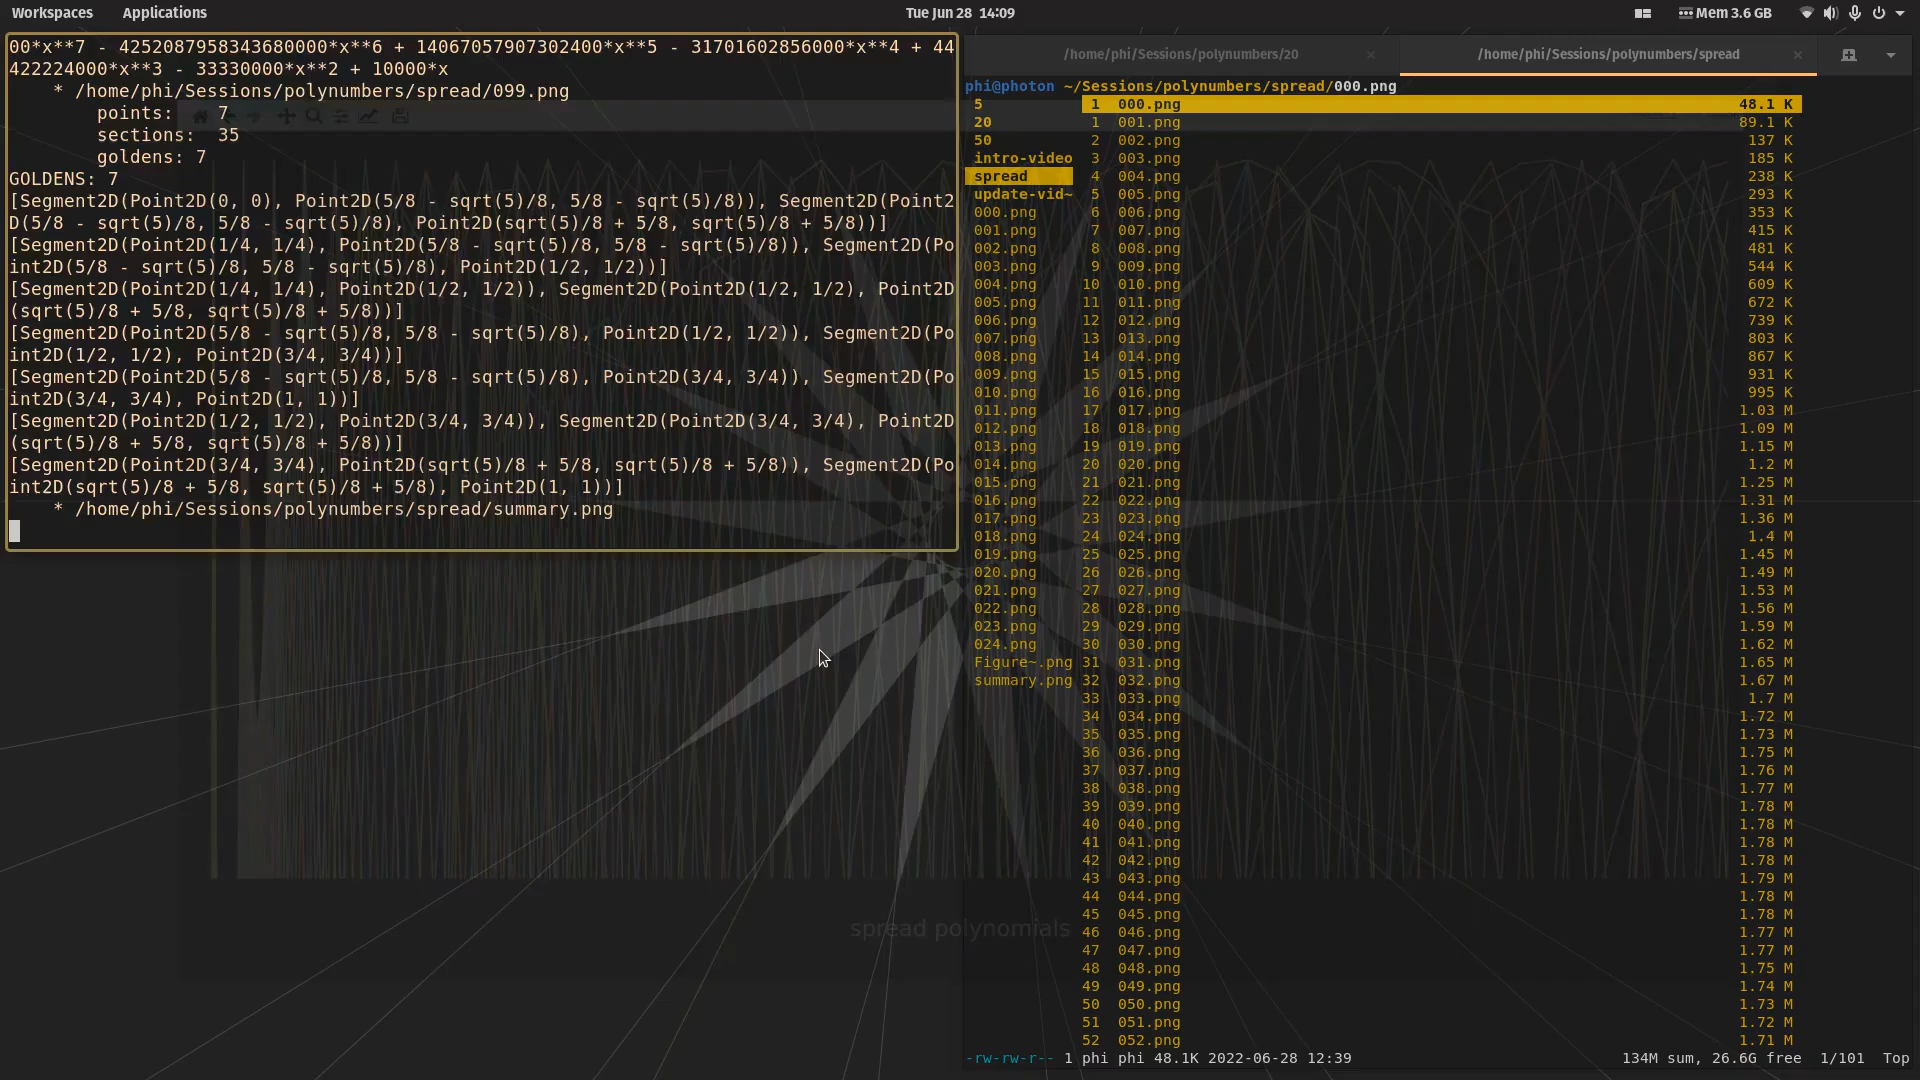 Workspaces Applications Tue Jun 28 14:09 Mem 3.6 GB
00*x**7 - 4252087958343680000*x**6 + 14067057907302400*x**5 - 31701602856000*x**4 + 44
422224000*x**3 - 33330000*x**2 + 10000*x
* /home/phi/Sessions/polynumbers/spread/099.png
points: 7
sections: 35
goldens: 7
GOLDENS: 7
[Segment2D(Point2D(0, 0), Point2D(5/8 - sqrt(5)/8, 5/8 - sqrt(5)/8)), Segment2D(Point2
D(5/8 - sqrt(5)/8, 5/8 - sqrt(5)/8), Point2D(sqrt(5)/8 + 5/8, sqrt(5)/8 + 5/8))]
[Segment2D(Point2D(1/4, 1/4), Point2D(5/8 - sqrt(5)/8, 5/8 - sqrt(5)/8)), Segment2D(Po
int2D(5/8 - sqrt(5)/8, 5/8 - sqrt(5)/8), Point2D(1/2, 1/2))]
[Segment2D(Point2D(1/4, 1/4), Point2D(1/2, 1/2)), Segment2D(Point2D(1/2, 1/2), Point2D
(sqrt(5)/8 + 5/8, sqrt(5)/8 + 5/8))]
[Segment2D(Point2D(5/8 - sqrt(5)/8, 5/8 - sqrt(5)/8), Point2D(1/2, 1/2)), Segment2D(Po
int2D(1/2, 1/2), Point2D(3/4, 3/4))]
[Segment2D(Point2D(5/8 - sqrt(5)/8, 5/8 - sqrt(5)/8), Point2D(3/4, 3/4)), Segment2D(Po
int2D(3/4, 3/4), Point2D(1, 1))]
[Segment2D(Point2D(1/2, 1/2), Point2D(3/4, 3/4)), Segment2D(Point2D(3/4, 3/4), Point2D
(sqrt(5)/8 + 5/8, sqrt(5)/8 + 5/8))]
[Segment2D(Point2D(3/4, 3/4), Point2D(sqrt(5)/8 + 5/8, sqrt(5)/8 + 5/8)), Segment2D(Po
int2D(sqrt(5)/8 + 5/8, sqrt(5)/8 + 5/8), Point2D(1, 1))]
* /home/phi/Sessions/polynumbers/spread/summary.png
spread polynomials
/home/phi/Sessions/polynumbers/20 × /home/phi/Sessions/polynumbers/spread ×
phi@photon ~/Sessions/polynumbers/spread/000.png
5 1 000.png 48.1 K
20 1 001.png 89.1 K
50 2 002.png 137 K
intro-video 3 003.png 185 K
spread 4 004.png 238 K
update-vid~ 5 005.png 293 K
000.png 6 006.png 353 K
001.png 7 007.png 415 K
002.png 8 008.png 481 K
003.png 9 009.png 544 K
004.png 10 010.png 609 K
005.png 11 011.png 672 K
006.png 12 012.png 739 K
007.png 13 013.png 803 K
008.png 14 014.png 867 K
009.png 15 015.png 931 K
010.png 16 016.png 995 K
011.png 17 017.png 1.03 M
012.png 18 018.png 1.09 M
013.png 19 019.png 1.15 M
014.png 20 020.png 1.2 M
015.png 21 021.png 1.25 M
016.png 22 022.png 1.31 M
017.png 23 023.png 1.36 M
018.png 24 024.png 1.4 M
019.png 25 025.png 1.45 M
020.png 26 026.png 1.49 M
021.png 27 027.png 1.53 M
022.png 28 028.png 1.56 M
023.png 29 029.png 1.59 M
024.png 30 030.png 1.62 M
Figure~.png 31 031.png 1.65 M
summary.png 32 032.png 1.67 M
33 033.png 1.7 M
34 034.png 1.72 M
35 035.png 1.73 M
36 036.png 1.75 M
37 037.png 1.76 M
38 038.png 1.77 M
39 039.png 1.78 M
40 040.png 1.78 M
41 041.png 1.78 M
42 042.png 1.78 M
43 043.png 1.79 M
44 044.png 1.78 M
45 045.png 1.78 M
46 046.png 1.77 M
47 047.png 1.77 M
48 048.png 1.75 M
49 049.png 1.74 M
50 050.png 1.73 M
51 051.png 1.72 M
52 052.png 1.71 M
-rw-rw-r-- 1 phi phi 48.1K 2022-06-28 12:39 134M sum, 26.6G free 1/101 Top